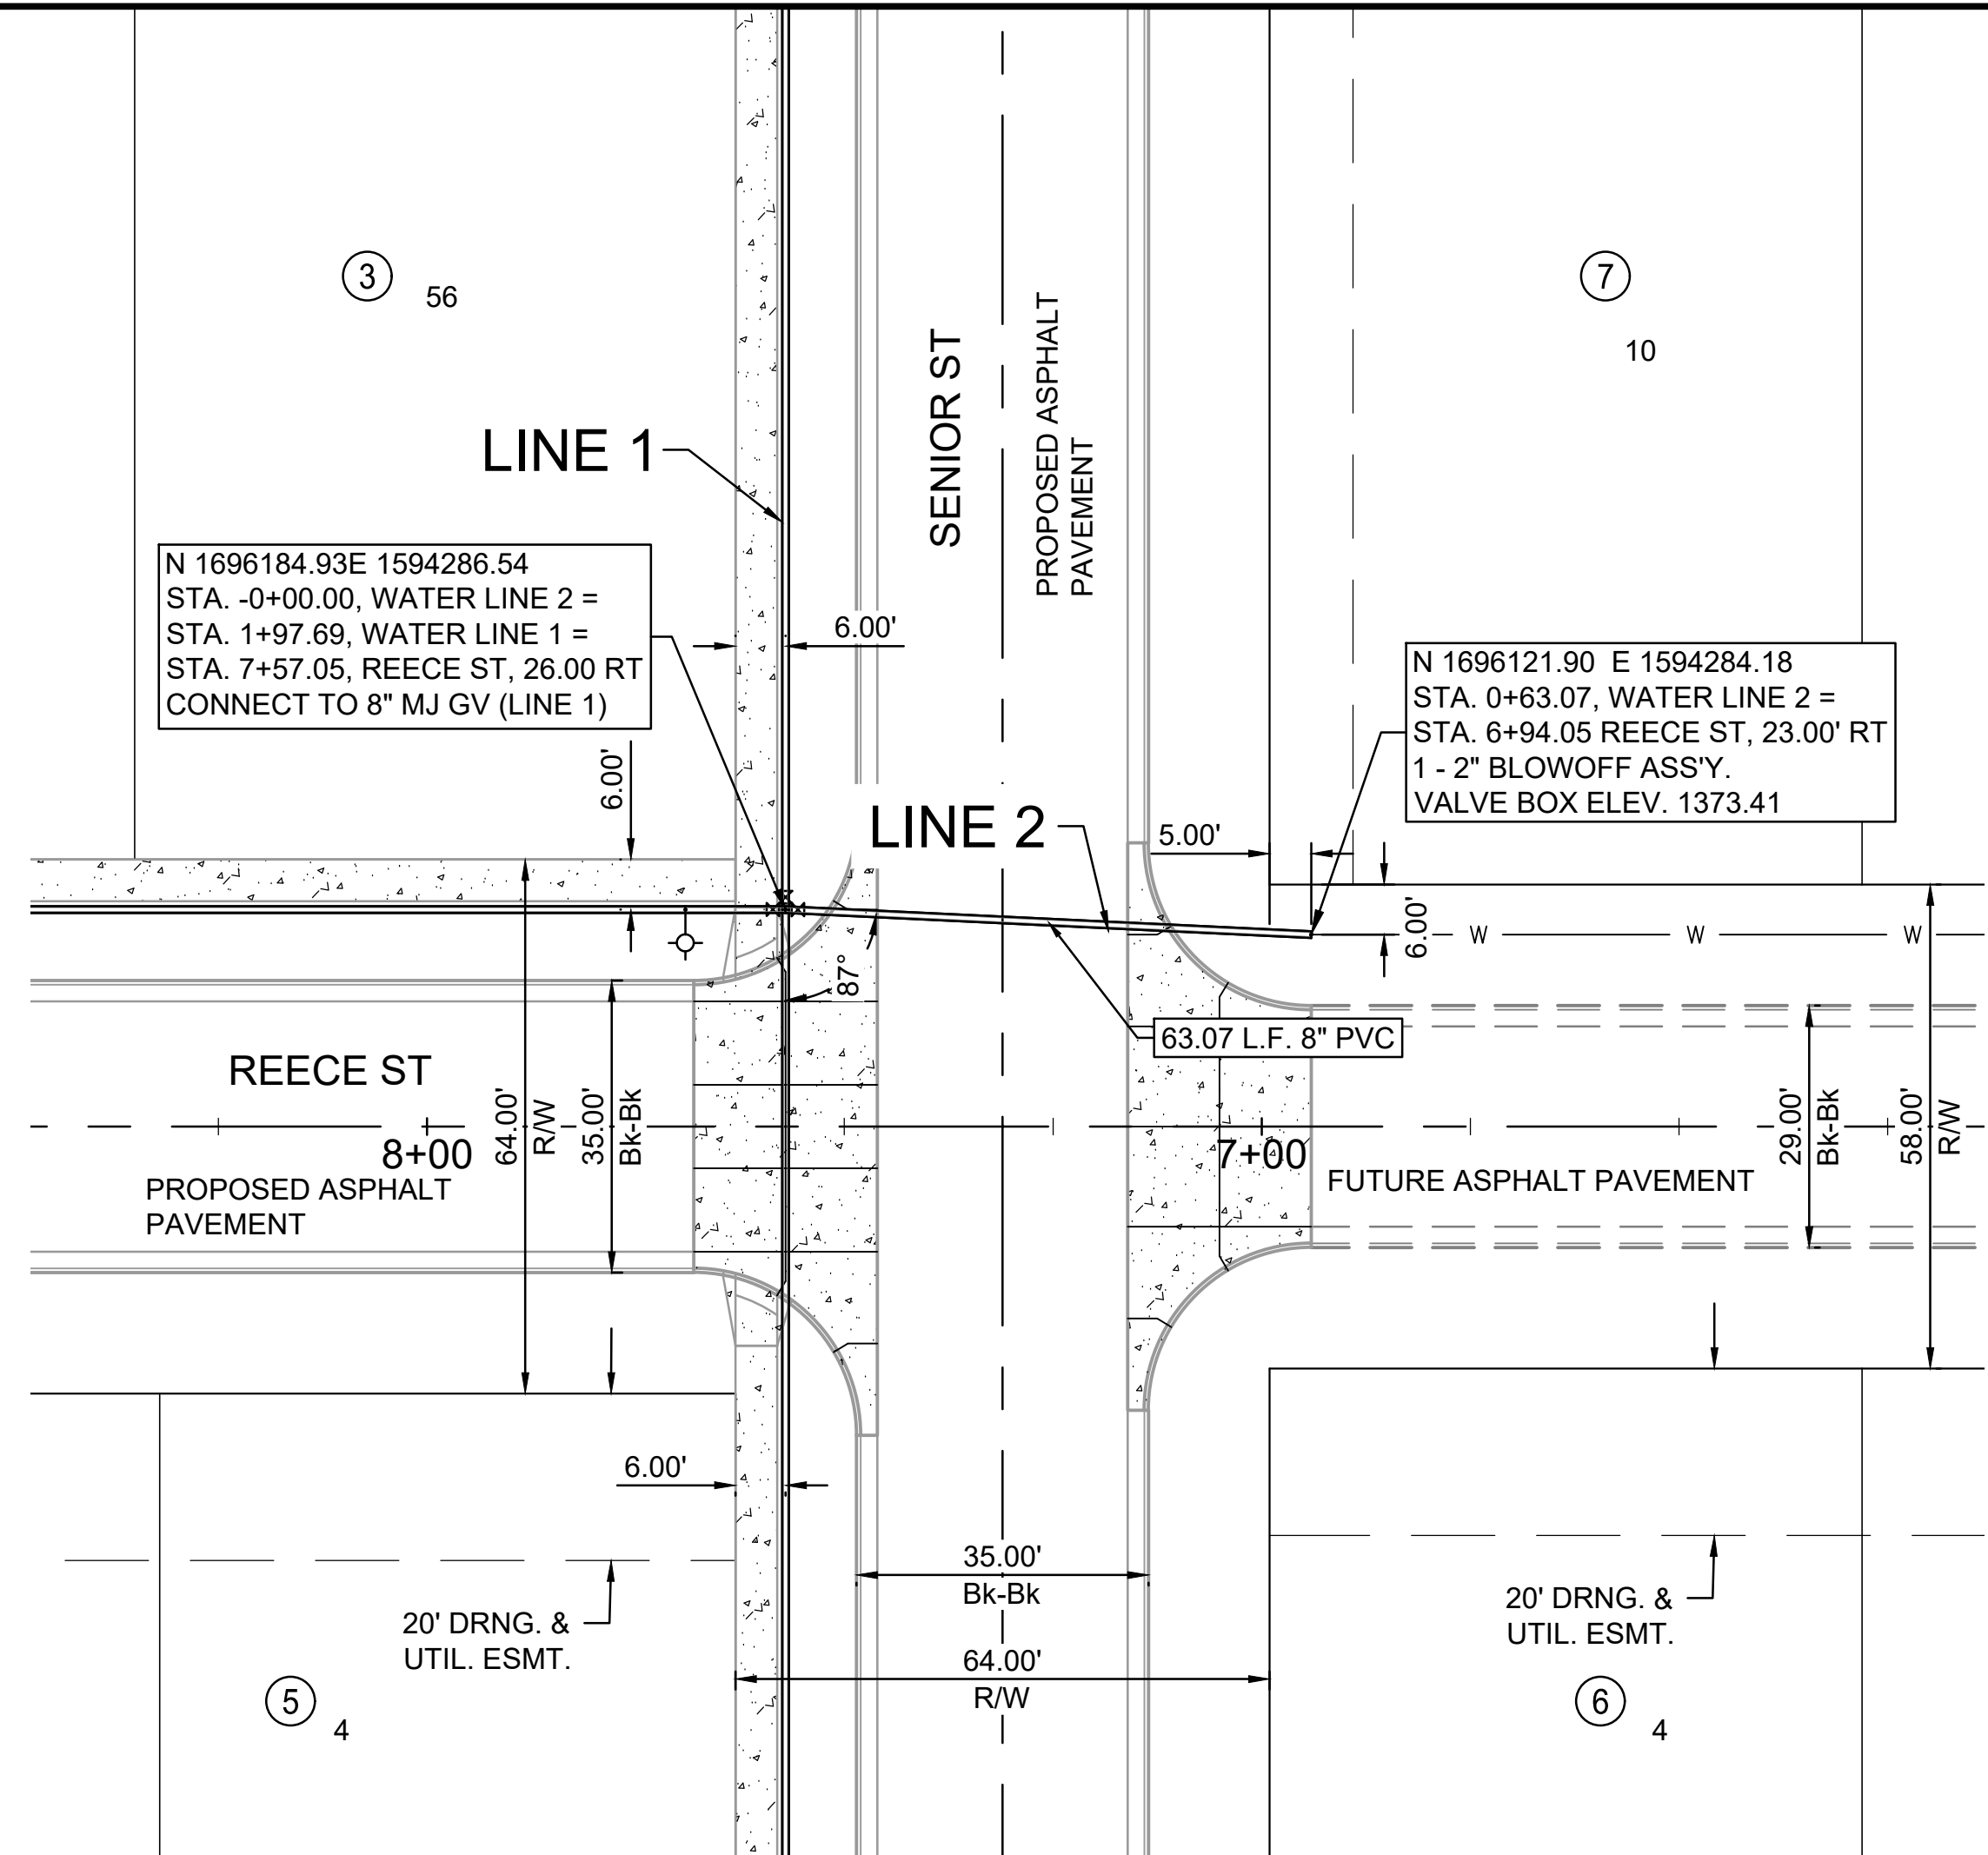 3
56
7
10
SENIOR ST
PROPOSED ASPHALT
PAVEMENT
LINE 1
N 1696184.93E 1594286.54
STA. -0+00.00, WATER LINE 2 =
STA. 1+97.69, WATER LINE 1 =
STA. 7+57.05, REECE ST, 26.00 RT
CONNECT TO 8" MJ GV (LINE 1)
6.00'
N 1696121.90  E 1594284.18
STA. 0+63.07, WATER LINE 2 =
STA. 6+94.05 REECE ST, 23.00' RT
1 - 2" BLOWOFF ASS'Y.
VALVE BOX ELEV. 1373.41
6.00'
LINE 2
5.00'
6.00'
W
W
W
87°
63.07 L.F. 8" PVC
REECE ST
64.00'
R/W
35.00'
Bk-Bk
29.00'
Bk-Bk
58.00'
R/W
8+00
7+00
PROPOSED ASPHALT
PAVEMENT
FUTURE ASPHALT PAVEMENT
6.00'
35.00'
Bk-Bk
20' DRNG. &
UTIL. ESMT.
20' DRNG. &
UTIL. ESMT.
64.00'
R/W
5
4
6
4